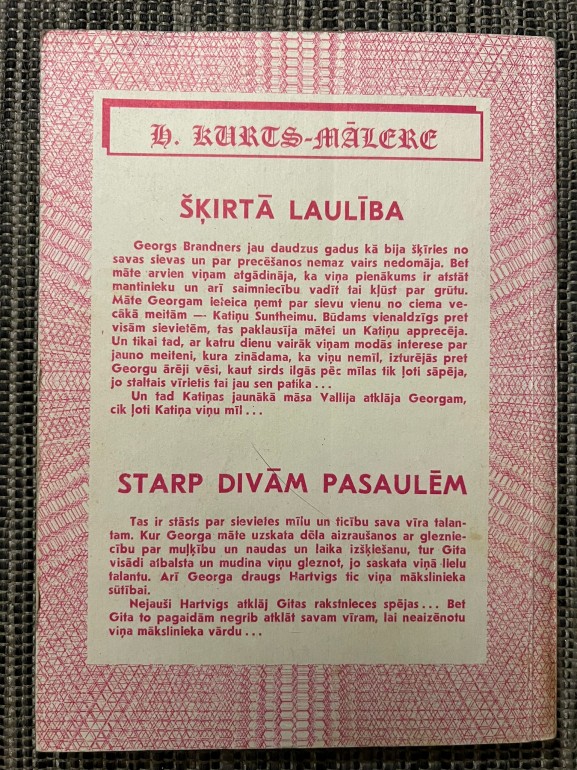 H. KURTS-MĀLERE
ŠĶIRTĀ LAULĪBA
Georgs Brandners jau daudzus gadus kā bija šķīries no
savas sievas un par precēšanos nemaz vairs nedomāja. Bet
māte arvien viņam atgādināja, ka viņa pienākums ir atstāt
mantinieku un arī saimniecību vadīt tai kļūst par grūtu.
Māte Georgam ieteica ņemt par sievu vienu no ciema ve-
cākā meitām — Katiņu Suntheimu. Būdams vienaldzīgs pret
visām sievietēm, tas paklausīja mātei un Katiņu apprecēja.
Un tikai tad, ar katru dienu vairāk viņam modās interese par
jauno meiteni, kura zinādama, ka viņu nemīl, izturējās pret
Georgu ārēji vēsi, kaut sirds ilgās pēc mīlas tik ļoti sāpēja,
jo staltais vīrietis tai jau sen patika...
Un tad Katiņas jaunākā māsa Vallija atklāja Georgam,
cik ļoti Katiņa viņu mīl...
STARP DIVĀM PASAULĒM
Tas ir stāsts par sievietes mīlu un ticību sava vīra talan-
tam. Kur Georga māte uzskata dēla aizraušanos ar gleznie-
cību par muļķību un naudas un laika izšķiešanu, tur Gita
visādi atbalsta un mudina viņu gleznot, jo saskata viņā lielu
talantu. Arī Georga draugs Hartvigs tic viņa mākslinieka
sūtībai.
Nejauši Hartvigs atklāj Gitas rakstnieces spējas... Bet
Gita to pagaidām negrib atklāt savam vīram, lai neaizēnotu
viņa mākslinieka vārdu...